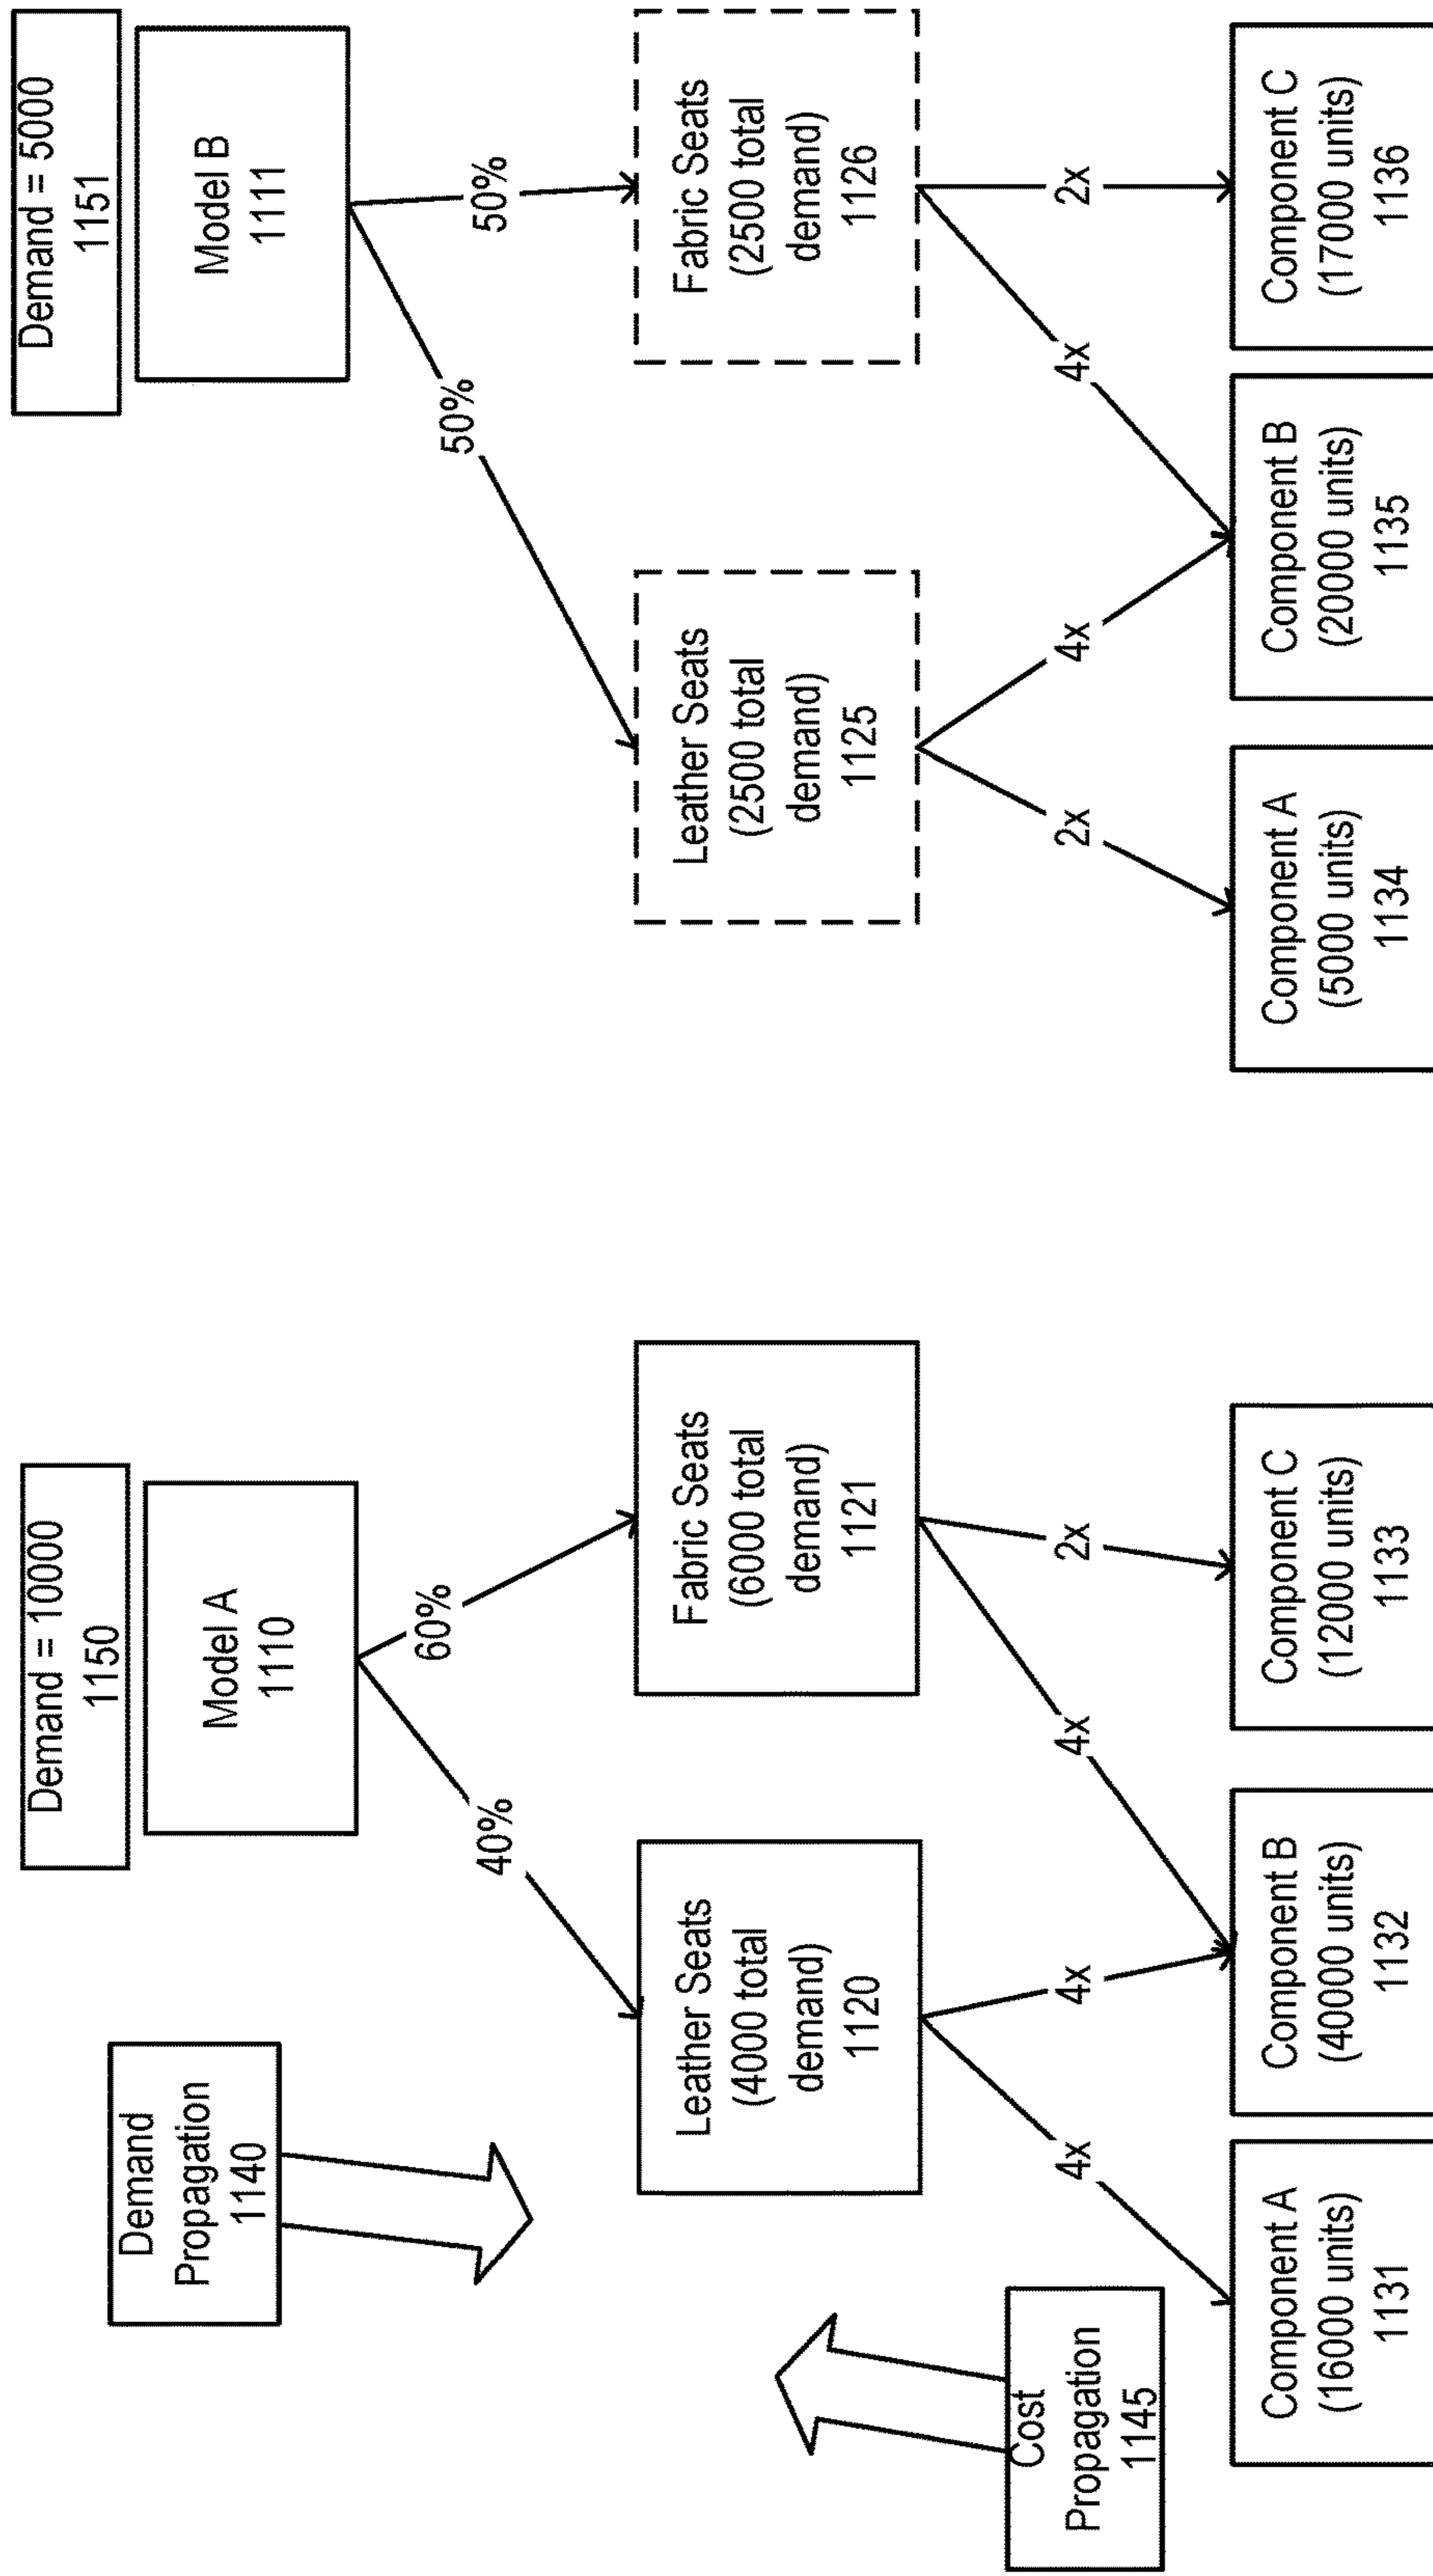 Demand = 10000
1150
Demand = 5000
1151
Demand
Propagation
1140
Model A
1110
Model B
1111
40%
60%
50%
50%
Leather Seats
(4000 total
demand)
1120
Fabric Seats
(6000 total
demand)
1121
Leather Seats
(2500 total
demand)
1125
Fabric Seats
(2500 total
demand)
1126
Cost
Propagation
1145
4x
4x
4x
2x
2x
4x
4x
2x
Component A
(16000 units)
1131
Component B
(40000 units)
1132
Component C
(12000 units)
1133
Component A
(5000 units)
1134
Component B
(20000 units)
1135
Component C
(17000 units)
1136